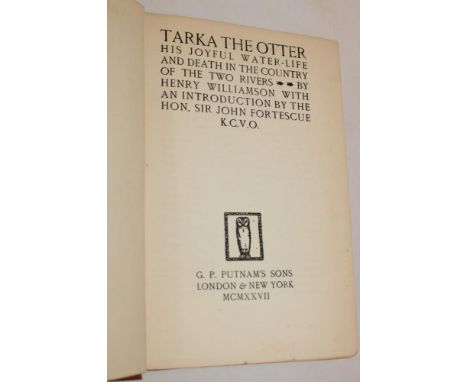 TARKA THE OTTER
HIS JOYFUL WATER-LIFE
AND DEATH IN THE COUNTRY
OF THE TWO RIVERS BY
HENRY WILLIAMSON WITH
AN INTRODUCTION BY THE
HON. SIR JOHN FORTESCUE
K.C.V.O.
G. P. PUTNAM'S SONS
LONDON & NEW YORK
MCMXXVII